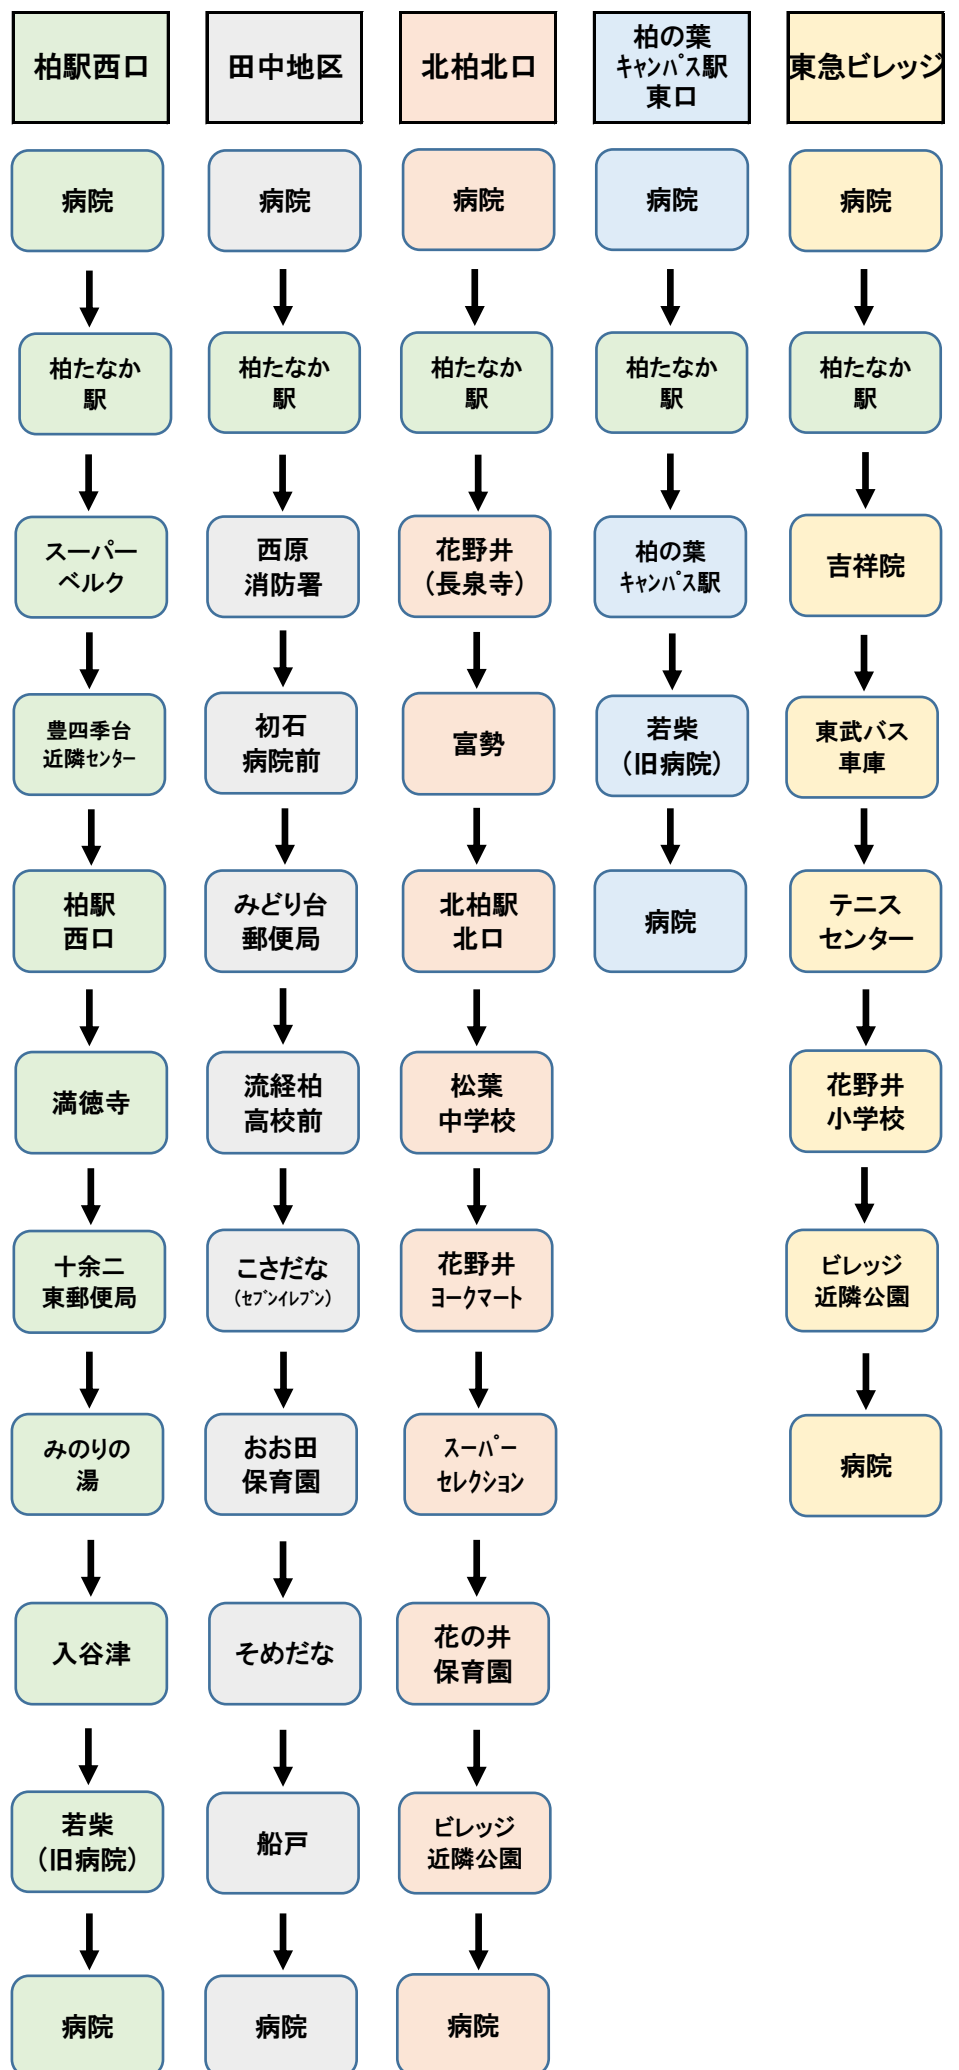 柏駅西口
病院
柏たなか
駅
スーパー
ベルク
豊四季台
近隣センター
柏駅
西口
満徳寺
十余二
東郵便局
みのりの
湯
入谷津
若柴
（旧病院）
病院
田中地区
病院
柏たなか
駅
西原
消防署
初石
病院前
みどり台
郵便局
流経柏
高校前
こさだな
（セブンイレブン）
おお田
保育園
そめだな
船戸
病院
北柏北口
病院
柏たなか
駅
花野井
（長泉寺）
富勢
北柏駅
北口
松葉
中学校
花野井
ヨークマート
スーパー
セレクション
花の井
保育園
ビレッジ
近隣公園
病院
柏の葉
キャンパス駅
東口
病院
柏たなか
駅
柏の葉
キャンパス駅
若柴
（旧病院）
病院
東急ビレッジ
病院
柏たなか
駅
吉祥院
東武バス
車庫
テニス
センター
花野井
小学校
ビレッジ
近隣公園
病院